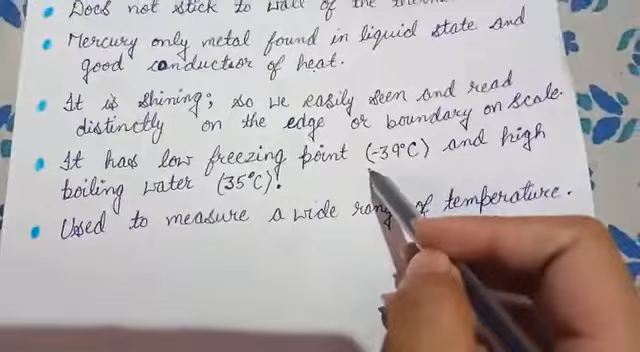 Does not stick to wall of the
Mercury only metal found in liquid state and
good conductor of heat.
It is shining; so we easily seen and read
distinctly on the edge or boundary on scale.
It has low freezing point (-39°C) and high
boiling water (35°C).
Used to measure a wide rang of temperature.